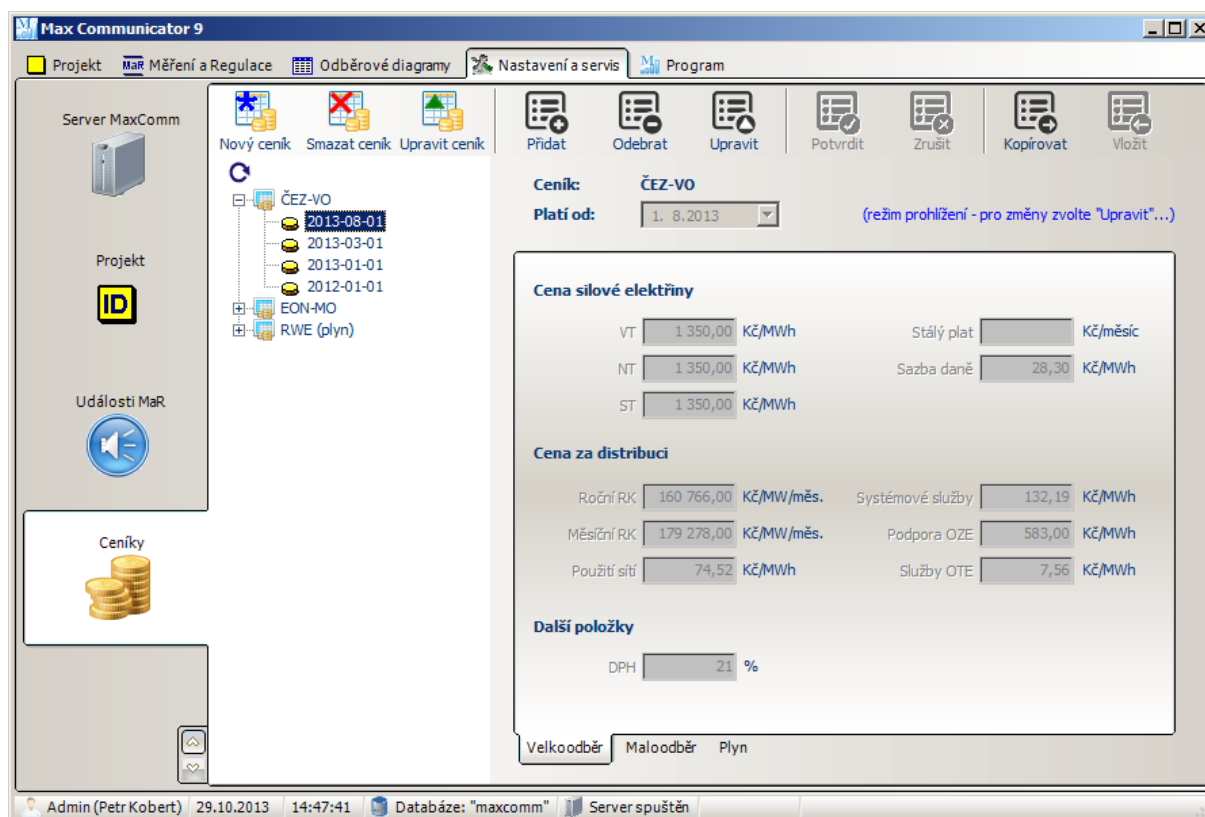 Max Communicator 9
Projekt MaR Měření a Regulace Odběrové diagramy Nastavení a servis Program
Server MaxComm
Projekt
ID
Události MaR
Ceníky
Nový ceník Smazat ceník Upravit ceník Přidat Odebrat Upravit Potvrdit Zrušit Kopírovat Vložit
ČEZ-VO
2013-08-01
2013-03-01
2013-01-01
2012-01-01
EON-MO
RWE (plyn)
Ceník: ČEZ-VO
Platí od: 1. 8.2013 (režim prohlížení - pro změny zvolte "Upravit"...)
Cena silové elektřiny
VT 1 350,00 Kč/MWh Stálý plat Kč/měsíc
NT 1 350,00 Kč/MWh Sazba daně 28,30 Kč/MWh
ST 1 350,00 Kč/MWh
Cena za distribuci
Roční RK 160 766,00 Kč/MW/měs. Systémové služby 132,19 Kč/MWh
Měsíční RK 179 278,00 Kč/MW/měs. Podpora OZE 583,00 Kč/MWh
Použití sítí 74,52 Kč/MWh Služby OTE 7,56 Kč/MWh
Další položky
DPH 21 %
Velkoodběr Maloodběr Plyn
Admin (Petr Kobert) 29.10.2013 14:47:41 Databáze: "maxcomm" Server spuštěn